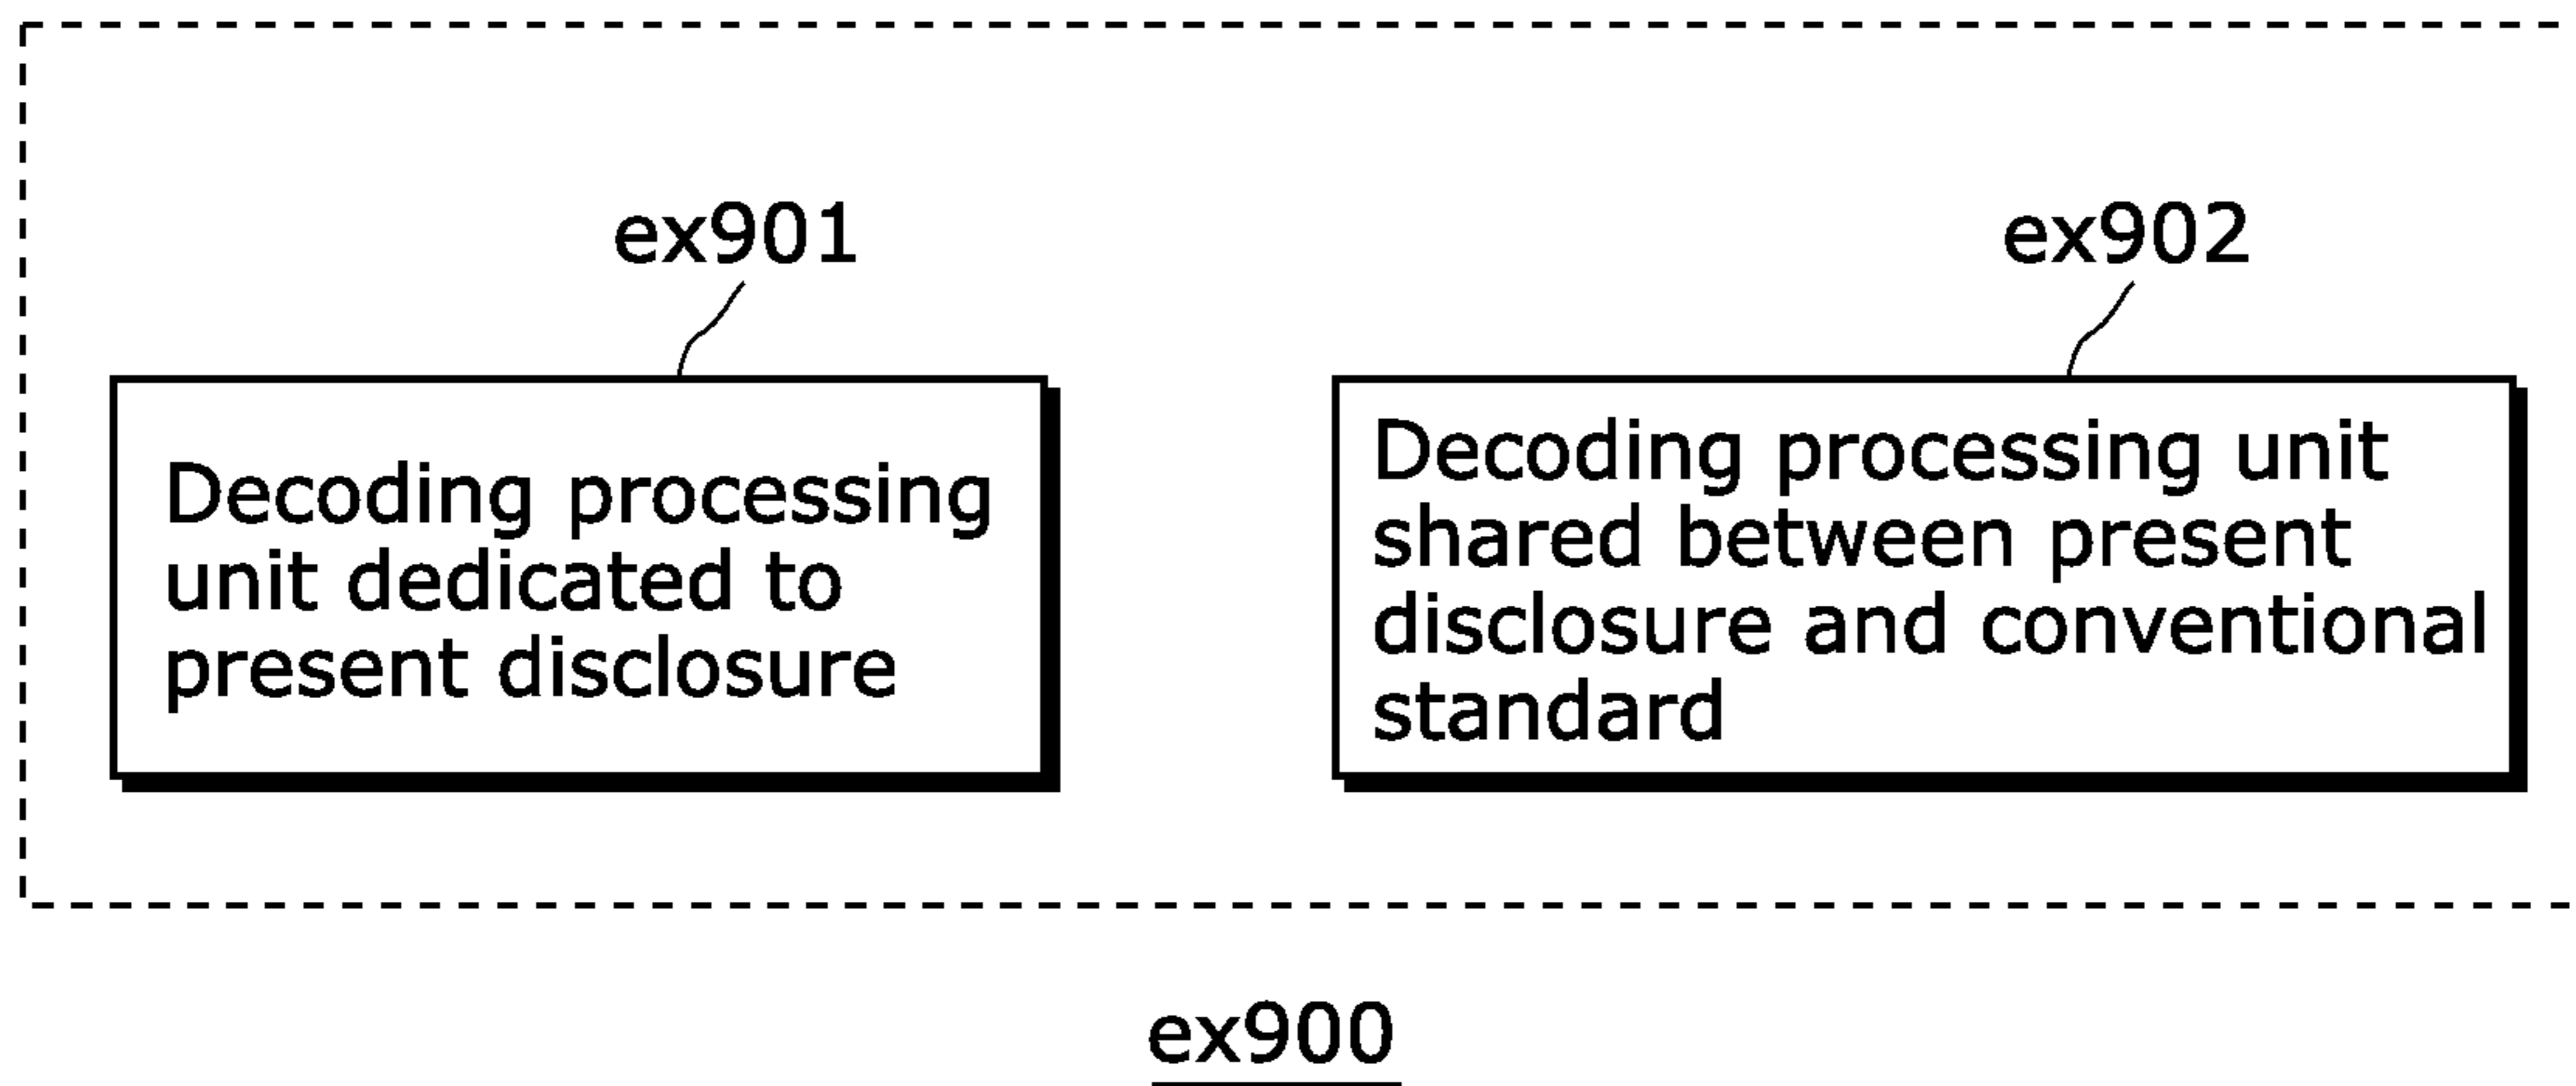 ex901
ex902
Decoding processing
unit dedicated to
present disclosure
Decoding processing unit
shared between present
disclosure and conventional
standard
ex900